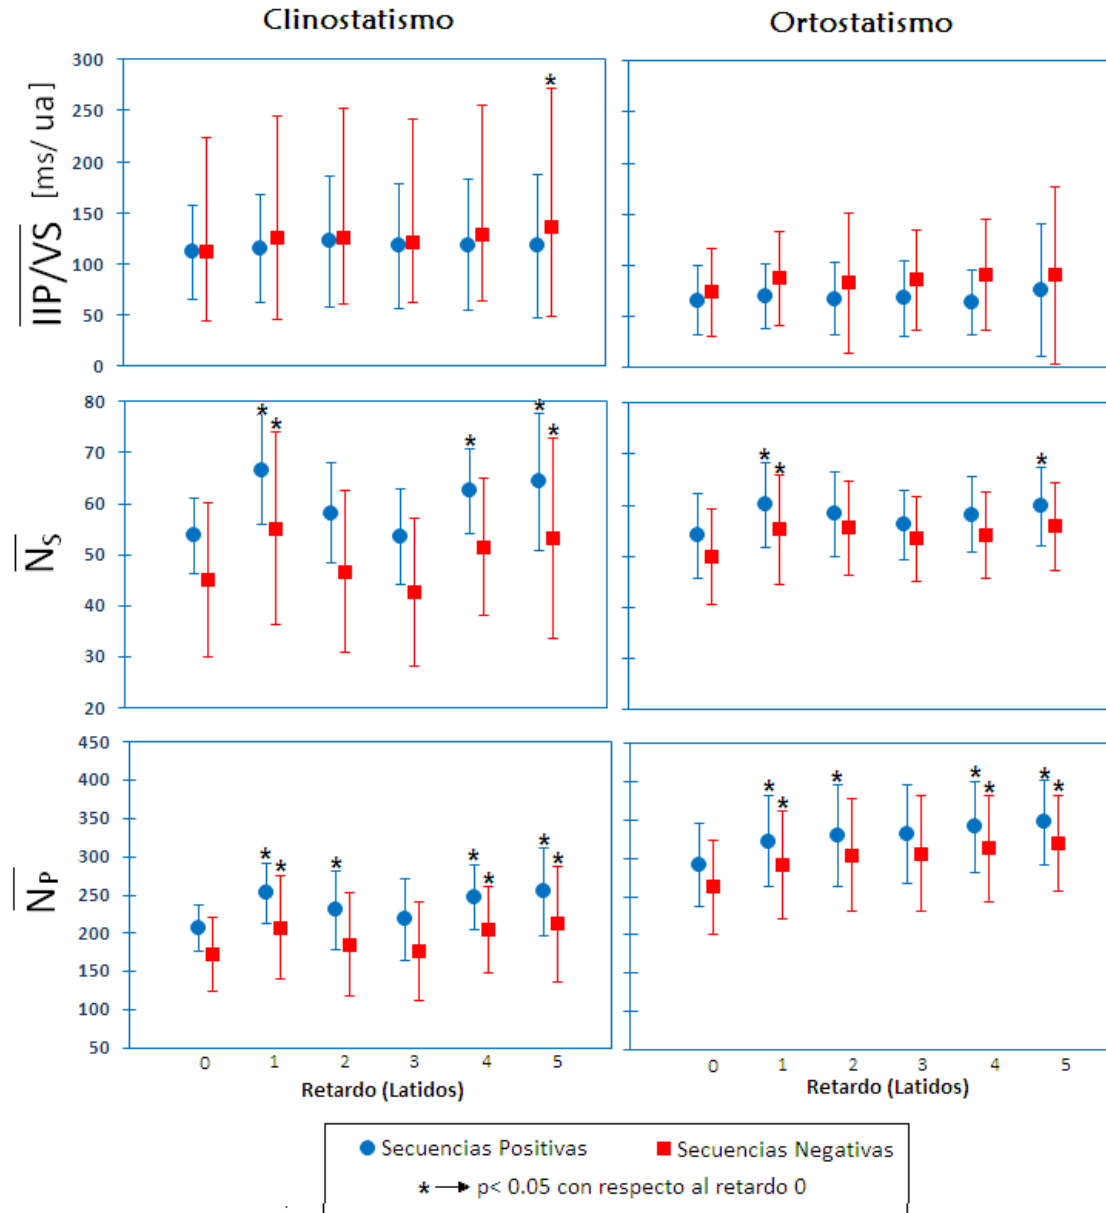 Clinostatismo
Ortostatismo
IIP/VS [ms/ ua]
300
250
200
150
100
50
0
*
N_S
80
70
60
50
40
30
20
* * * * *
* * *
N_P
450
400
350
300
250
200
150
100
50
* * * * * * *
* * * * * * *
0 1 2 3 4 5
0 1 2 3 4 5
Retardo (Latidos)
Retardo (Latidos)
Secuencias Positivas
Secuencias Negativas
* → p< 0.05 con respecto al retardo 0